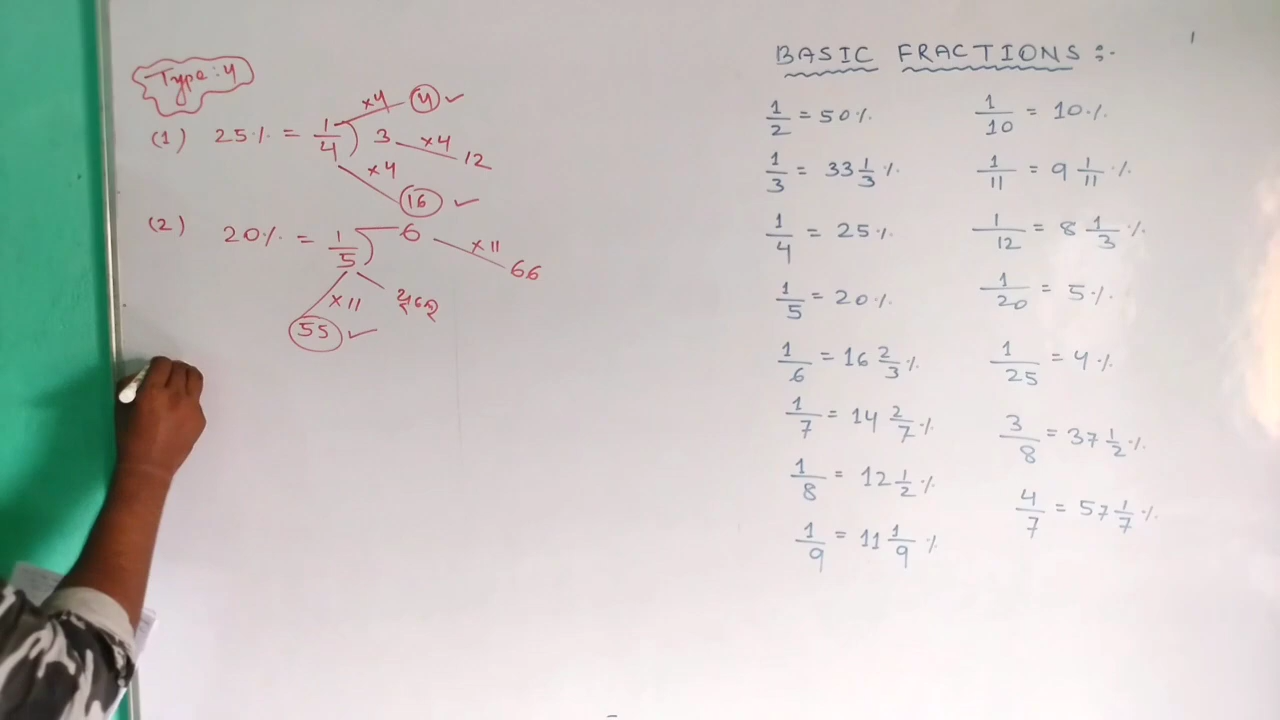 Type: 4
(1) 25% = 1/4 ) 3
×4 4 ✓
×4 12
×4 16 ✓
(2) 20% = 1/5 ) 6
×11 66
×11
55 ✓
BASIC FRACTIONS :-
1/2 = 50%
1/3 = 33 1/3 %
1/4 = 25%
1/5 = 20%
1/6 = 16 2/3 %
1/7 = 14 2/7 %
1/8 = 12 1/2 %
1/9 = 11 1/9 %
1/10 = 10%
1/11 = 9 1/11 %
1/12 = 8 1/3 %
1/20 = 5%
1/25 = 4%
3/8 = 37 1/2 %
4/7 = 57 1/7 %